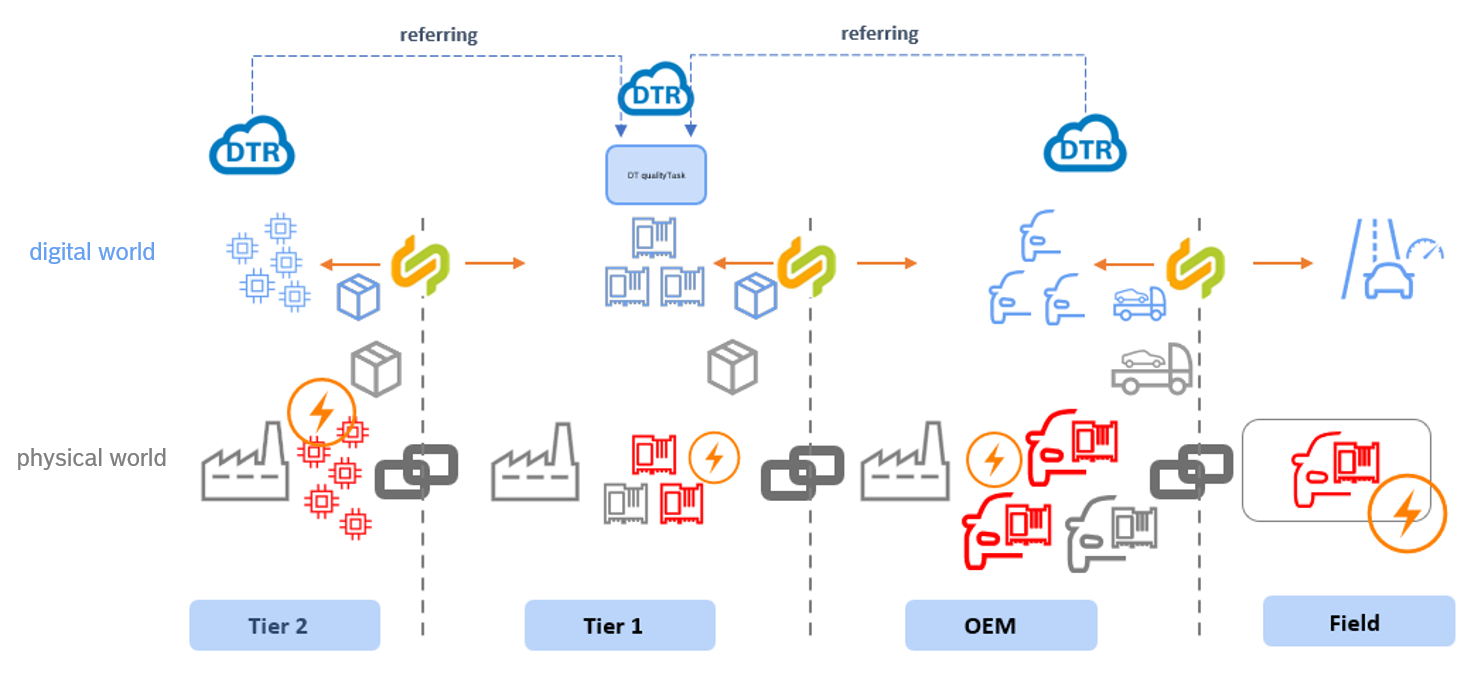 referring
referring
DTR
DTR
DTR
DT qualityTask
digital world
physical world
Tier 2
Tier 1
OEM
Field